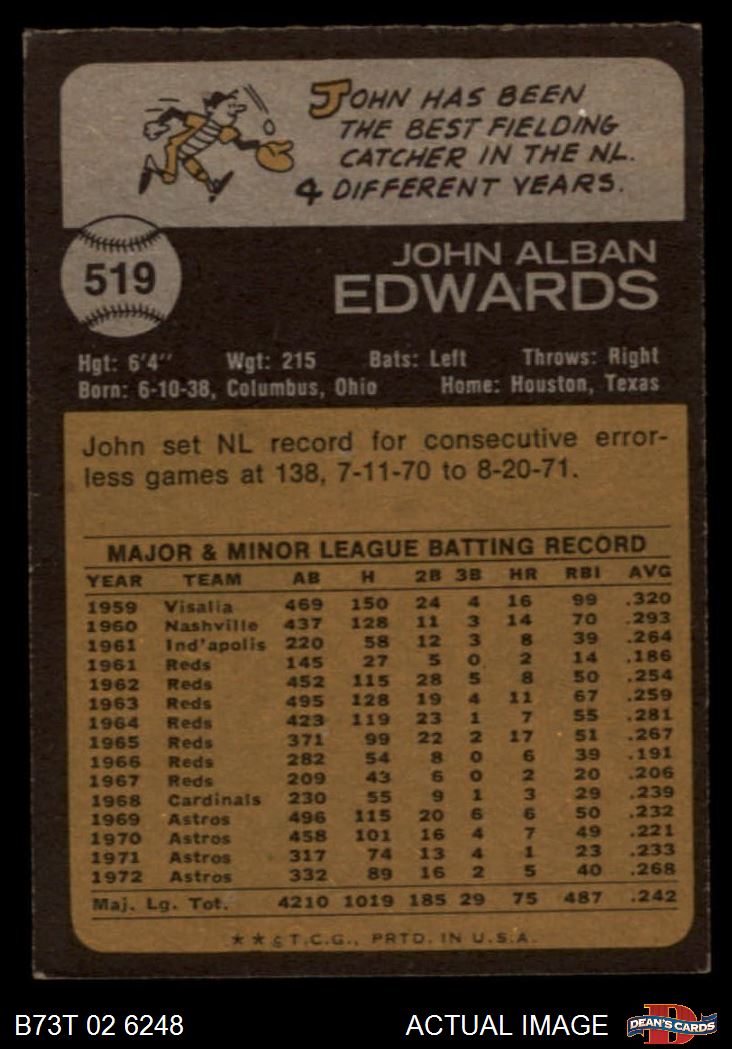 JOHN HAS BEEN
THE BEST FIELDING
CATCHER IN THE NL.
4 DIFFERENT YEARS.
519
JOHN ALBAN
EDWARDS
Hgt: 6'4" Wgt: 215 Bats: Left Throws: Right
Born: 6-10-38, Columbus, Ohio Home: Houston, Texas
John set NL record for consecutive error-
less games at 138, 7-11-70 to 8-20-71.
MAJOR & MINOR LEAGUE BATTING RECORD
YEAR TEAM AB H 2B 3B HR RBI AVG
1959 Visalia 469 150 24 4 16 99 .320
1960 Nashville 437 128 11 3 14 70 .293
1961 Ind'apolis 220 58 12 3 8 39 .264
1961 Reds 145 27 5 0 2 14 .186
1962 Reds 452 115 28 5 8 50 .254
1963 Reds 495 128 19 4 11 67 .259
1964 Reds 423 119 23 1 7 55 .281
1965 Reds 371 99 22 2 17 51 .267
1966 Reds 282 54 8 0 6 39 .191
1967 Reds 209 43 6 0 2 20 .206
1968 Cardinals 230 55 9 1 3 29 .239
1969 Astros 496 115 20 6 6 50 .232
1970 Astros 458 101 16 4 7 49 .221
1971 Astros 317 74 13 4 1 23 .233
1972 Astros 332 89 16 2 5 40 .268
Maj. Lg. Tot. 4210 1019 185 29 75 487 .242
★★© T.C.G., PRTD. IN U.S.A.
B73T 02 6248 ACTUAL IMAGE DEAN'S CARDS